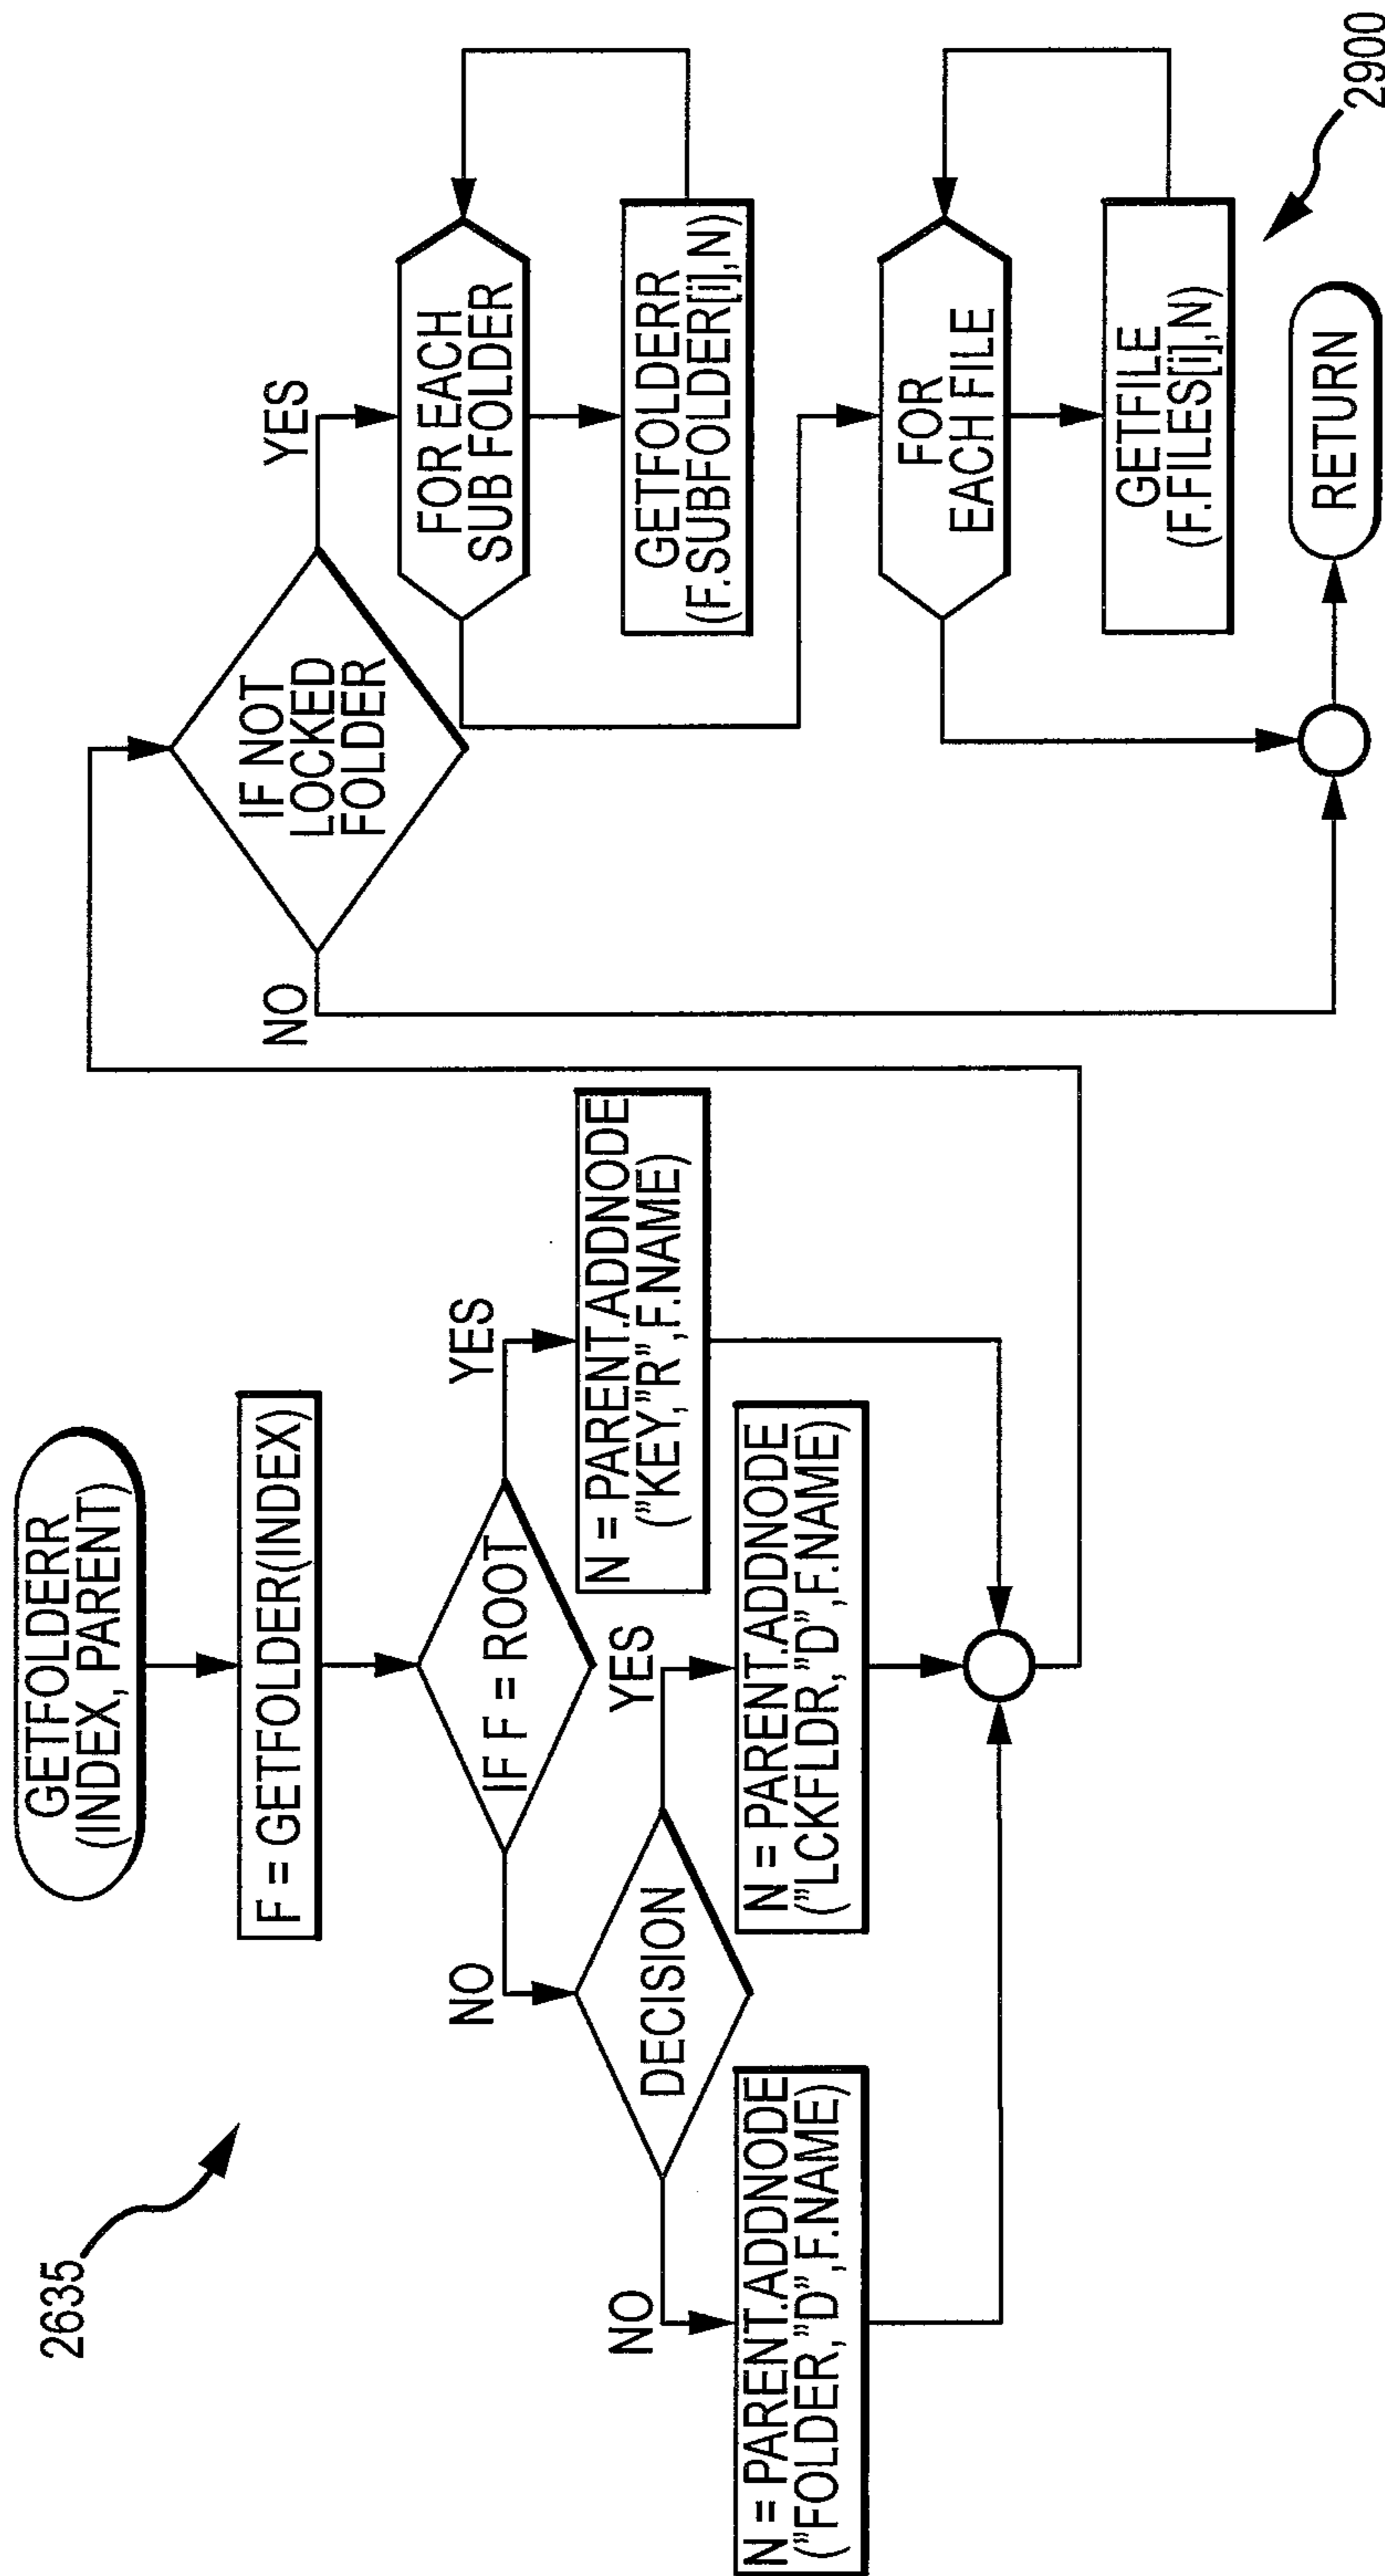 2635
GETFOLDERR
(INDEX, PARENT)
F = GETFOLDER(INDEX)
IF F = ROOT
NO
YES
DECISION
NO
YES
N = PARENT.ADDNODE
("KEY,"R",F.NAME)
N = PARENT.ADDNODE
("FOLDER,"D",F.NAME)
N = PARENT.ADDNODE
("LCKFLDR,"D",F.NAME)
IF NOT
LOCKED
FOLDER
NO
YES
FOR EACH
SUB FOLDER
GETFOLDERR
(F.SUBFOLDER[i],N)
FOR
EACH FILE
GETFILE
(F.FILES[i],N)
RETURN
2900